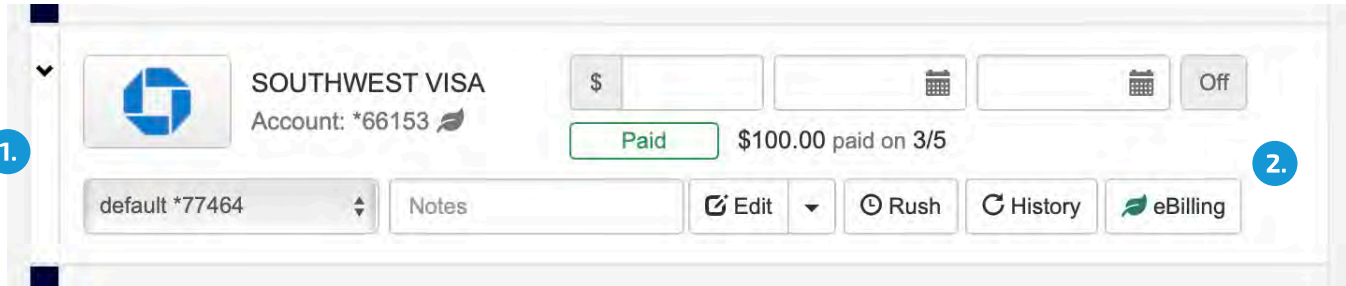 SOUTHWEST VISA
$
Off
Account: *66153
1.
Paid
$100.00 paid on 3/5
2.
default *77464
Notes
Edit
Rush
History
eBilling